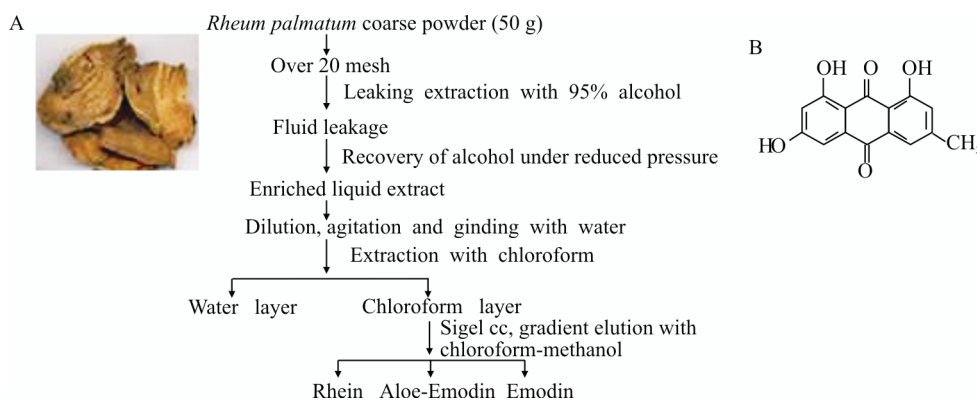 A
Rheum palmatum coarse powder (50 g)
Over 20 mesh
Leaking extraction with 95% alcohol
Fluid leakage
Recovery of alcohol under reduced pressure
Enriched liquid extract
Dilution, agitation and ginding with water
Extraction with chloroform
Water layer Chloroform layer
Sigel cc, gradient elution with
chloroform-methanol
Rhein Aloe-Emodin Emodin
B
OH O OH
HO
O
CH